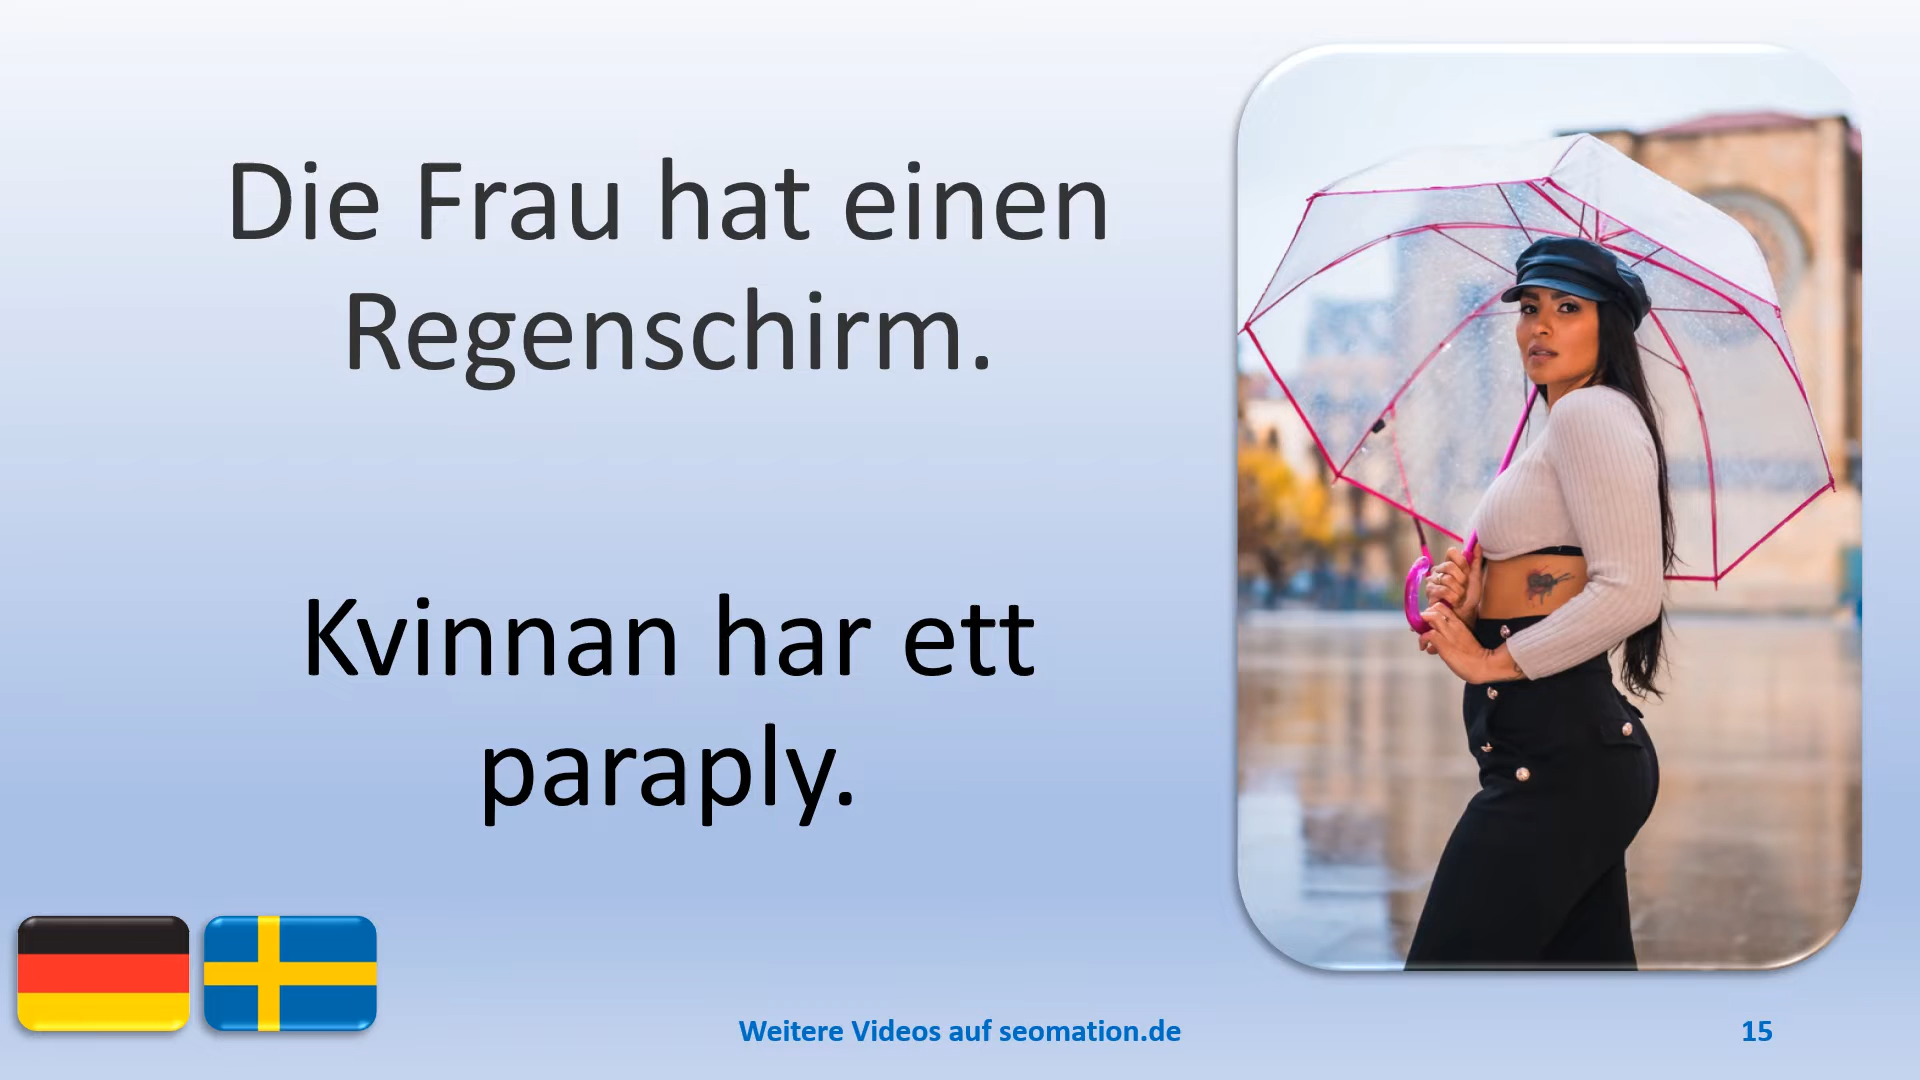 Die Frau hat einen
Regenschirm.
Kvinnan har ett
paraply.
Weitere Videos auf seomation.de
15